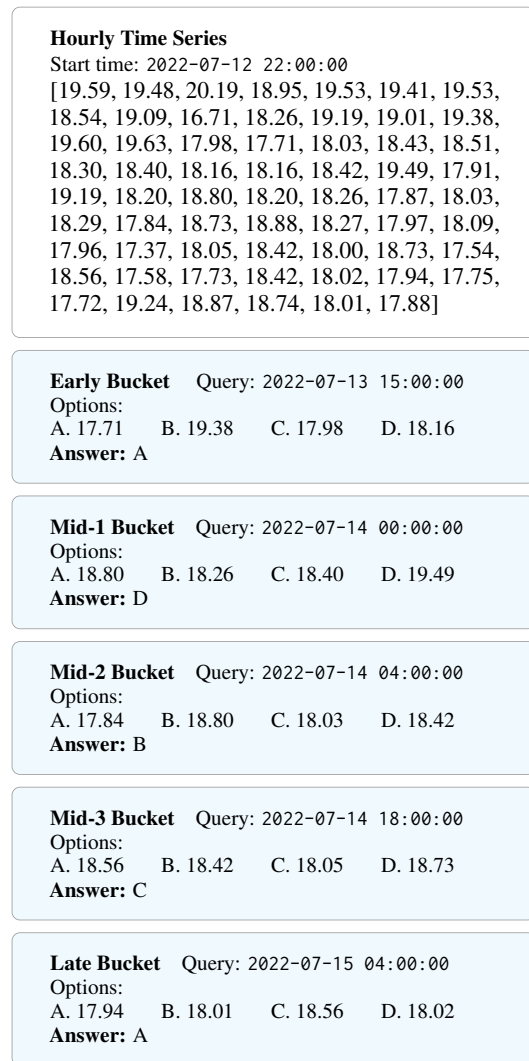 Hourly Time Series
Start time: 2022-07-12 22:00:00
[19.59, 19.48, 20.19, 18.95, 19.53, 19.41, 19.53,
18.54, 19.09, 16.71, 18.26, 19.19, 19.01, 19.38,
19.60, 19.63, 17.98, 17.71, 18.03, 18.43, 18.51,
18.30, 18.40, 18.16, 18.16, 18.42, 19.49, 17.91,
19.19, 18.20, 18.80, 18.20, 18.26, 17.87, 18.03,
18.29, 17.84, 18.73, 18.88, 18.27, 17.97, 18.09,
17.96, 17.37, 18.05, 18.42, 18.00, 18.73, 17.54,
18.56, 17.58, 17.73, 18.42, 18.02, 17.94, 17.75,
17.72, 19.24, 18.87, 18.74, 18.01, 17.88]
Early Bucket Query: 2022-07-13 15:00:00
Options:
A. 17.71 B. 19.38 C. 17.98 D. 18.16
Answer: A
Mid-1 Bucket Query: 2022-07-14 00:00:00
Options:
A. 18.80 B. 18.26 C. 18.40 D. 19.49
Answer: D
Mid-2 Bucket Query: 2022-07-14 04:00:00
Options:
A. 17.84 B. 18.80 C. 18.03 D. 18.42
Answer: B
Mid-3 Bucket Query: 2022-07-14 18:00:00
Options:
A. 18.56 B. 18.42 C. 18.05 D. 18.73
Answer: C
Late Bucket Query: 2022-07-15 04:00:00
Options:
A. 17.94 B. 18.01 C. 18.56 D. 18.02
Answer: A